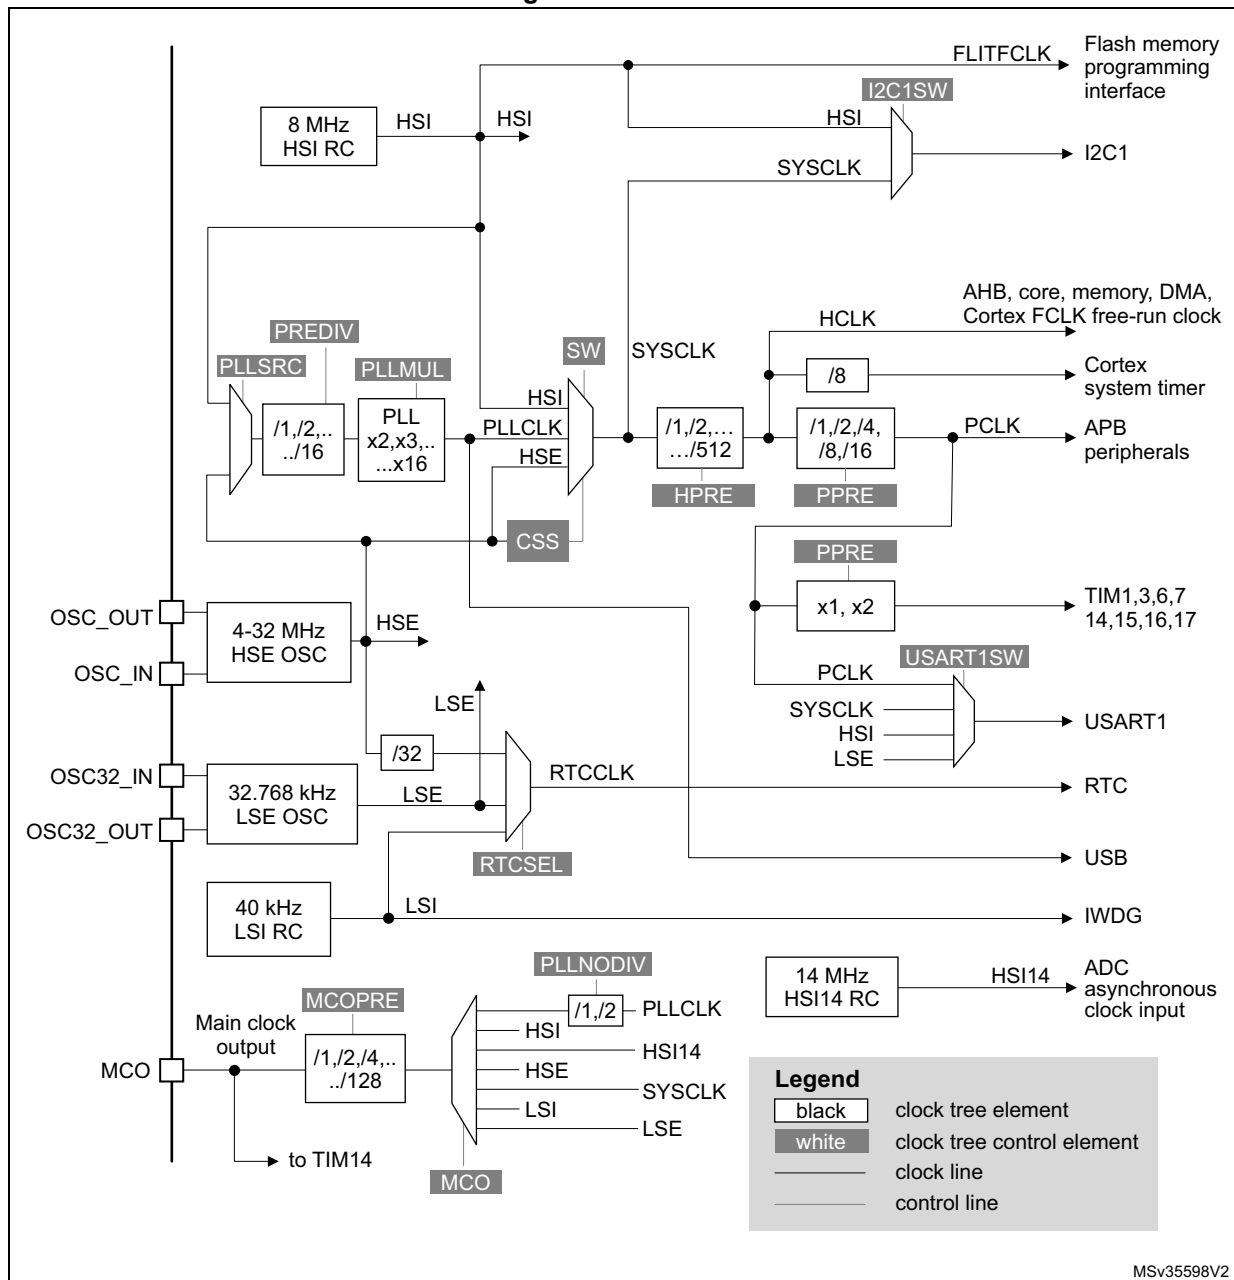 FLITFCLK
Flash memory
programming
interface
I2C1SW
8 MHz
HSI RC
HSI
HSI
HSI
SYSCLK
I2C1
AHB, core, memory, DMA,
Cortex FCLK free-run clock
HCLK
PREDIV
PLLSRC
PLLMUL
SW
SYSCLK
/8
Cortex
system timer
HSI
PLLCLK
HSE
/1,/2,..
../16
PLL
x2,x3,..
...x16
/1,/2,…
…/512
/1,/2,/4,
/8,/16
PCLK
APB
peripherals
HPRE
PPRE
CSS
PPRE
x1, x2
TIM1,3,6,7
14,15,16,17
OSC_OUT
OSC_IN
4-32 MHz
HSE OSC
HSE
USART1SW
PCLK
SYSCLK
HSI
LSE
USART1
LSE
/32
OSC32_IN
OSC32_OUT
32.768 kHz
LSE OSC
LSE
RTCCLK
RTC
RTCSEL
USB
40 kHz
LSI RC
LSI
IWDG
PLLNODIV
14 MHz
HSI14 RC
HSI14
ADC
asynchronous
clock input
MCOPRE
Main clock
output
/1,/2
PLLCLK
HSI
HSI14
HSE
SYSCLK
LSI
LSE
MCO
/1,/2,/4,..
../128
to TIM14
MCO
Legend
black
clock tree element
white
clock tree control element
clock line
control line
MSv35598V2